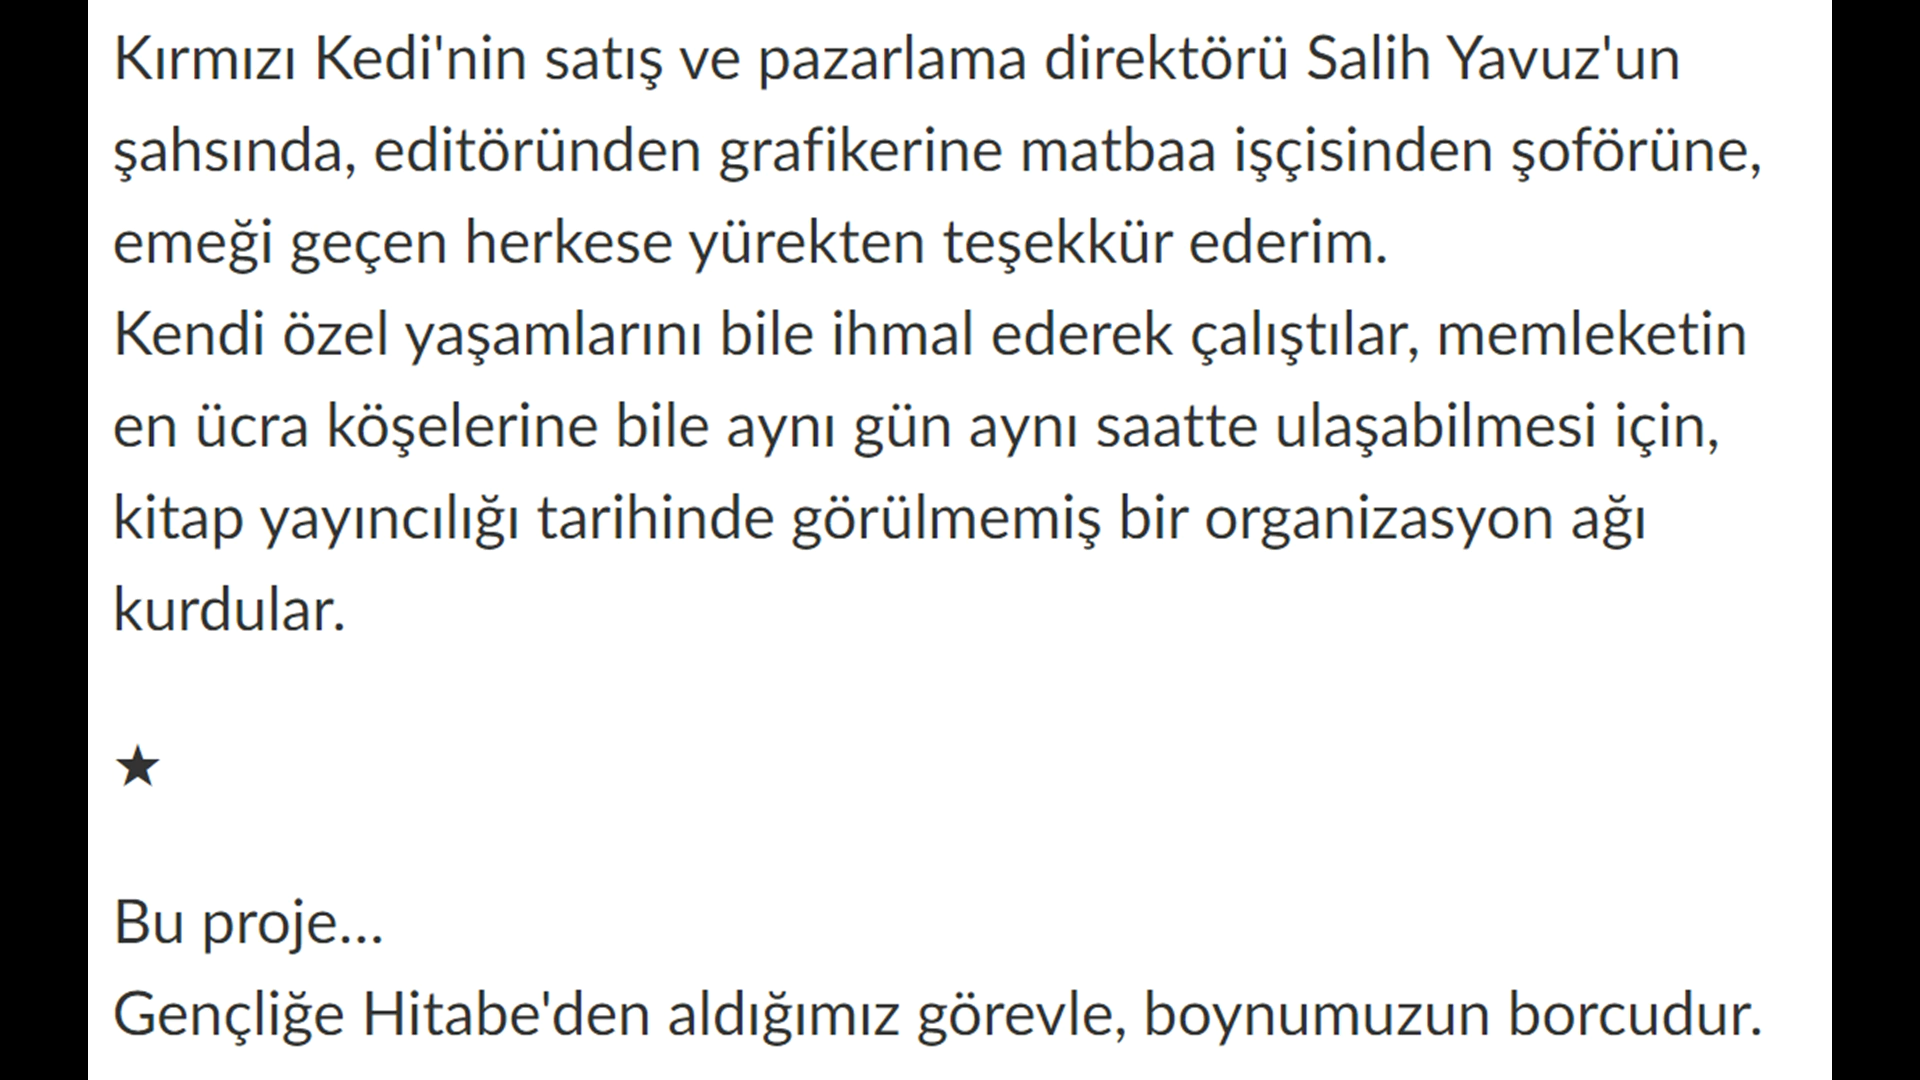 Kırmızı Kedi'nin satış ve pazarlama direktörü Salih Yavuz'un
şahsında, editöründen grafikerine matbaa işçisinden şoförüne,
emeği geçen herkese yürekten teşekkür ederim.
Kendi özel yaşamlarını bile ihmal ederek çalıştılar, memleketin
en ücra köşelerine bile aynı gün aynı saatte ulaşabilmesi için,
kitap yayıncılığı tarihinde görülmemiş bir organizasyon ağı
kurdular.
★
Bu proje...
Gençliğe Hitabe'den aldığımız görevle, boynumuzun borcudur.